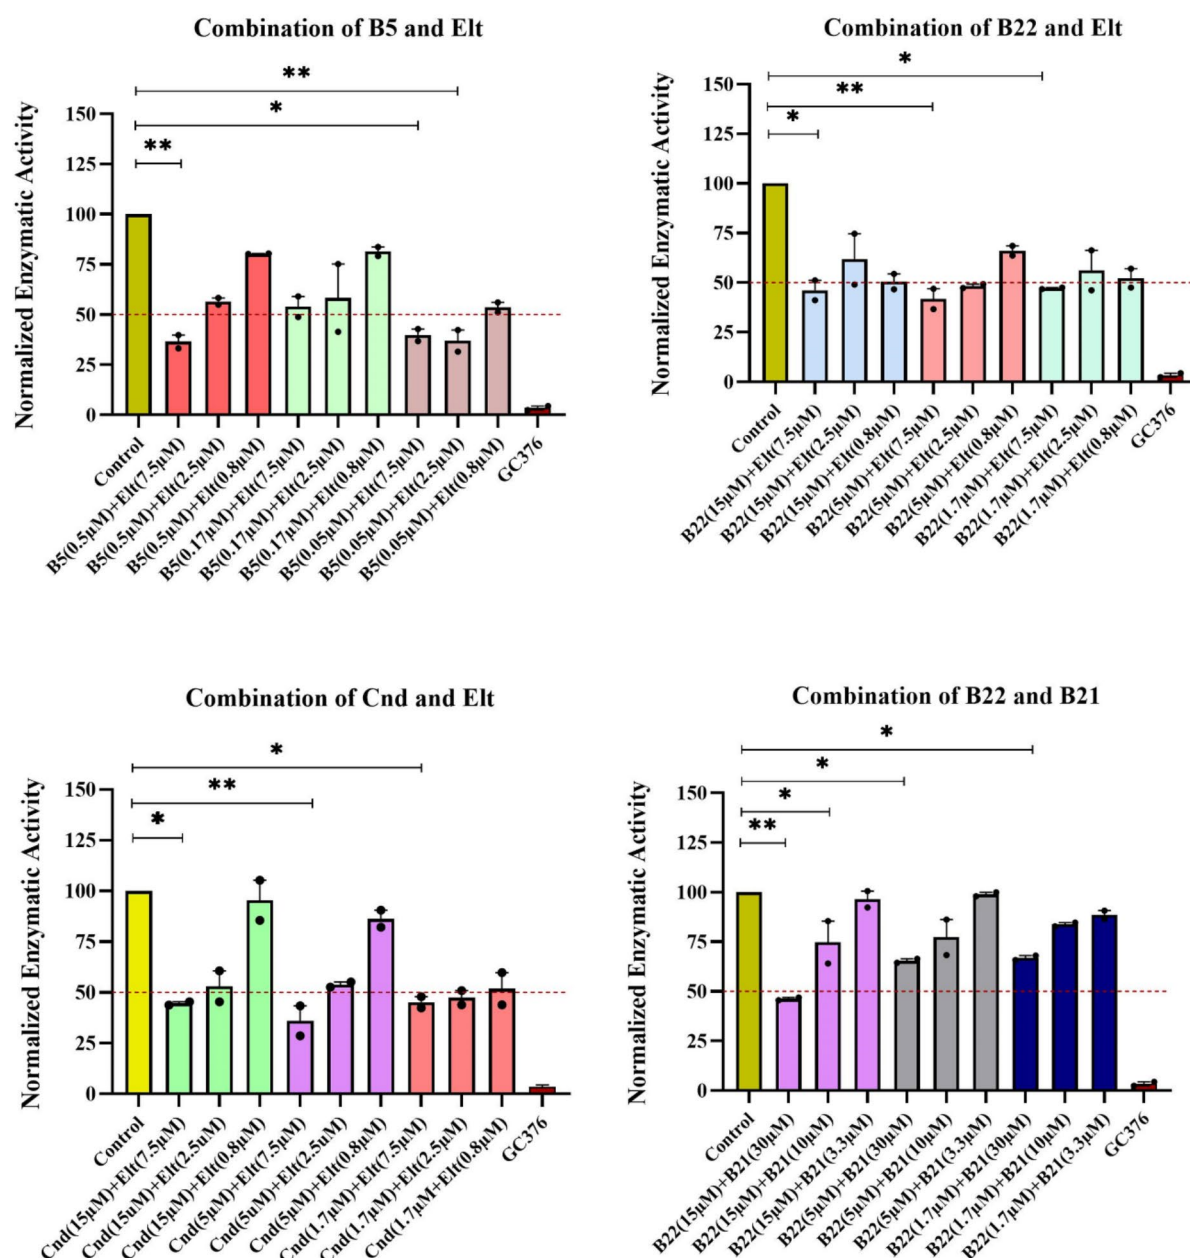 Combination of B5 and Elt
**
*
**
Normalized Enzymatic Activity
150
125
100
75
50
25
0
Control
B5(0.5µM)+Elt(7.5µM)
B5(0.5µM)+Elt(2.5µM)
B5(0.5µM)+Elt(0.8µM)
B5(0.17µM)+Elt(7.5µM)
B5(0.17µM)+Elt(2.5µM)
B5(0.17µM)+Elt(0.8µM)
B5(0.05µM)+Elt(7.5µM)
B5(0.05µM)+Elt(2.5µM)
B5(0.05µM)+Elt(0.8µM)
GC376
Combination of B22 and Elt
*
**
*
Normalized Enzymatic Activity
150
125
100
75
50
25
0
Control
B22(15µM)+Elt(7.5µM)
B22(15µM)+Elt(2.5µM)
B22(15µM)+Elt(0.8µM)
B22(5µM)+Elt(7.5µM)
B22(5µM)+Elt(2.5µM)
B22(5µM)+Elt(0.8µM)
B22(1.7µM)+Elt(7.5µM)
B22(1.7µM)+Elt(2.5µM)
B22(1.7µM)+Elt(0.8µM)
GC376
Combination of Cnd and Elt
*
**
*
Normalized Enzymatic Activity
150
125
100
75
50
25
0
Control
Cnd(15µM)+Elt(7.5µM)
Cnd(15µM)+Elt(2.5uM)
Cnd(15µM)+Elt(0.8µM)
Cnd(5µM)+Elt(7.5µM)
Cnd(5µM)+Elt(2.5µM)
Cnd(5µM)+Elt(0.8µM)
Cnd(1.7µM)+Elt(7.5µM)
Cnd(1.7µM)+Elt(2.5µM)
Cnd(1.7µM+Elt(0.8µM)
GC376
Combination of B22 and B21
*
*
*
**
Normalized Enzymatic Activity
150
125
100
75
50
25
0
Control
B22(15µM)+B21(30µM)
B22(15µM)+B21(10µM)
B22(15µM)+B21(3.3µM)
B22(5µM)+B21(30µM)
B22(5µM)+B21(10µM)
B22(5µM)+B21(3.3µM)
B22(1.7µM)+B21(30µM)
B22(1.7µM)+B21(10µM)
B22(1.7µM)+B21(3.3µM)
GC376